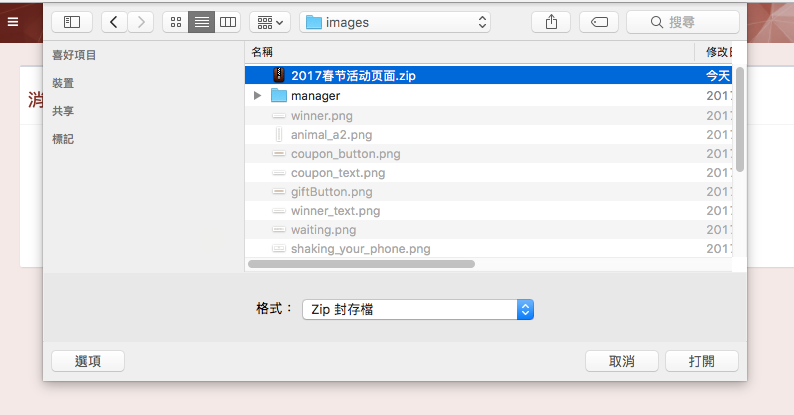 images
搜尋
喜好項目
裝置
共享
標記
名稱
修改日
2017春节活动页面.zip
今天
manager
2017
winner.png
2017
animal_a2.png
2017
coupon_button.png
2017
coupon_text.png
2017
giftButton.png
2017
winner_text.png
2017
waiting.png
2017
shaking_your_phone.png
2017
消
格式：
Zip 封存檔
選項
取消
打開